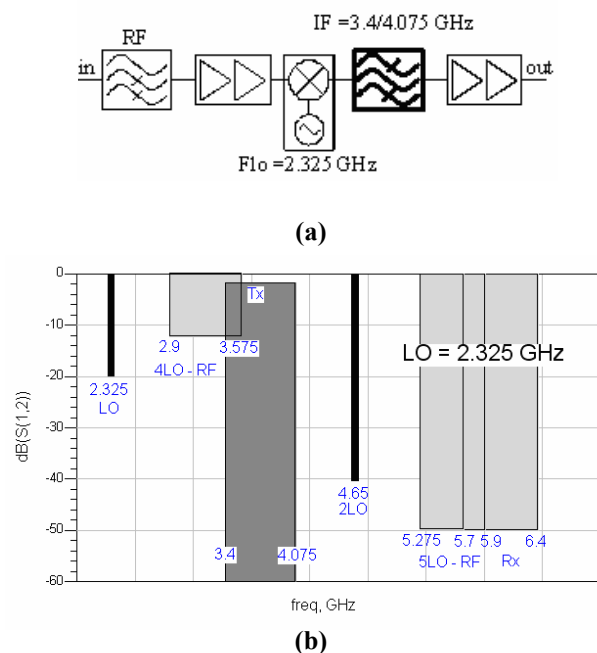 IF =3.4/4.075 GHz
RF
in
out
Flo =2.325 GHz
(a)
0
-10
-20
-30
-40
-50
-60
dB(S(1,2))
Tx
2.9
3.575
4LO - RF
LO = 2.325 GHz
2.325
LO
4.65
2LO
5.275
5.7
5.9
6.4
5LO - RF
Rx
3.4
4.075
freq, GHz
(b)